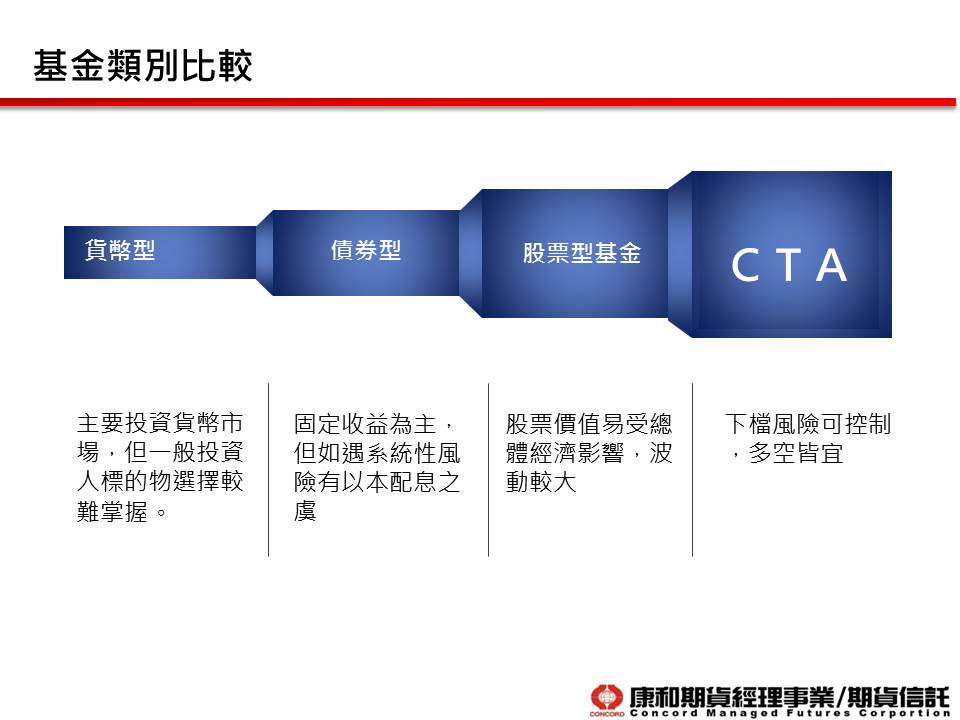 基金類別比較
貨幣型
債券型
股票型基金
CTA
主要投資貨幣市
場，但一般投資
人標的物選擇較
難掌握。
固定收益為主，
但如遇系統性風
險有以本配息之
虞
股票價值易受總
體經濟影響，波
動較大
下檔風險可控制
，多空皆宜
康和期貨經理事業/期貨信託
CONCORD
Concord Managed Futures Corportion